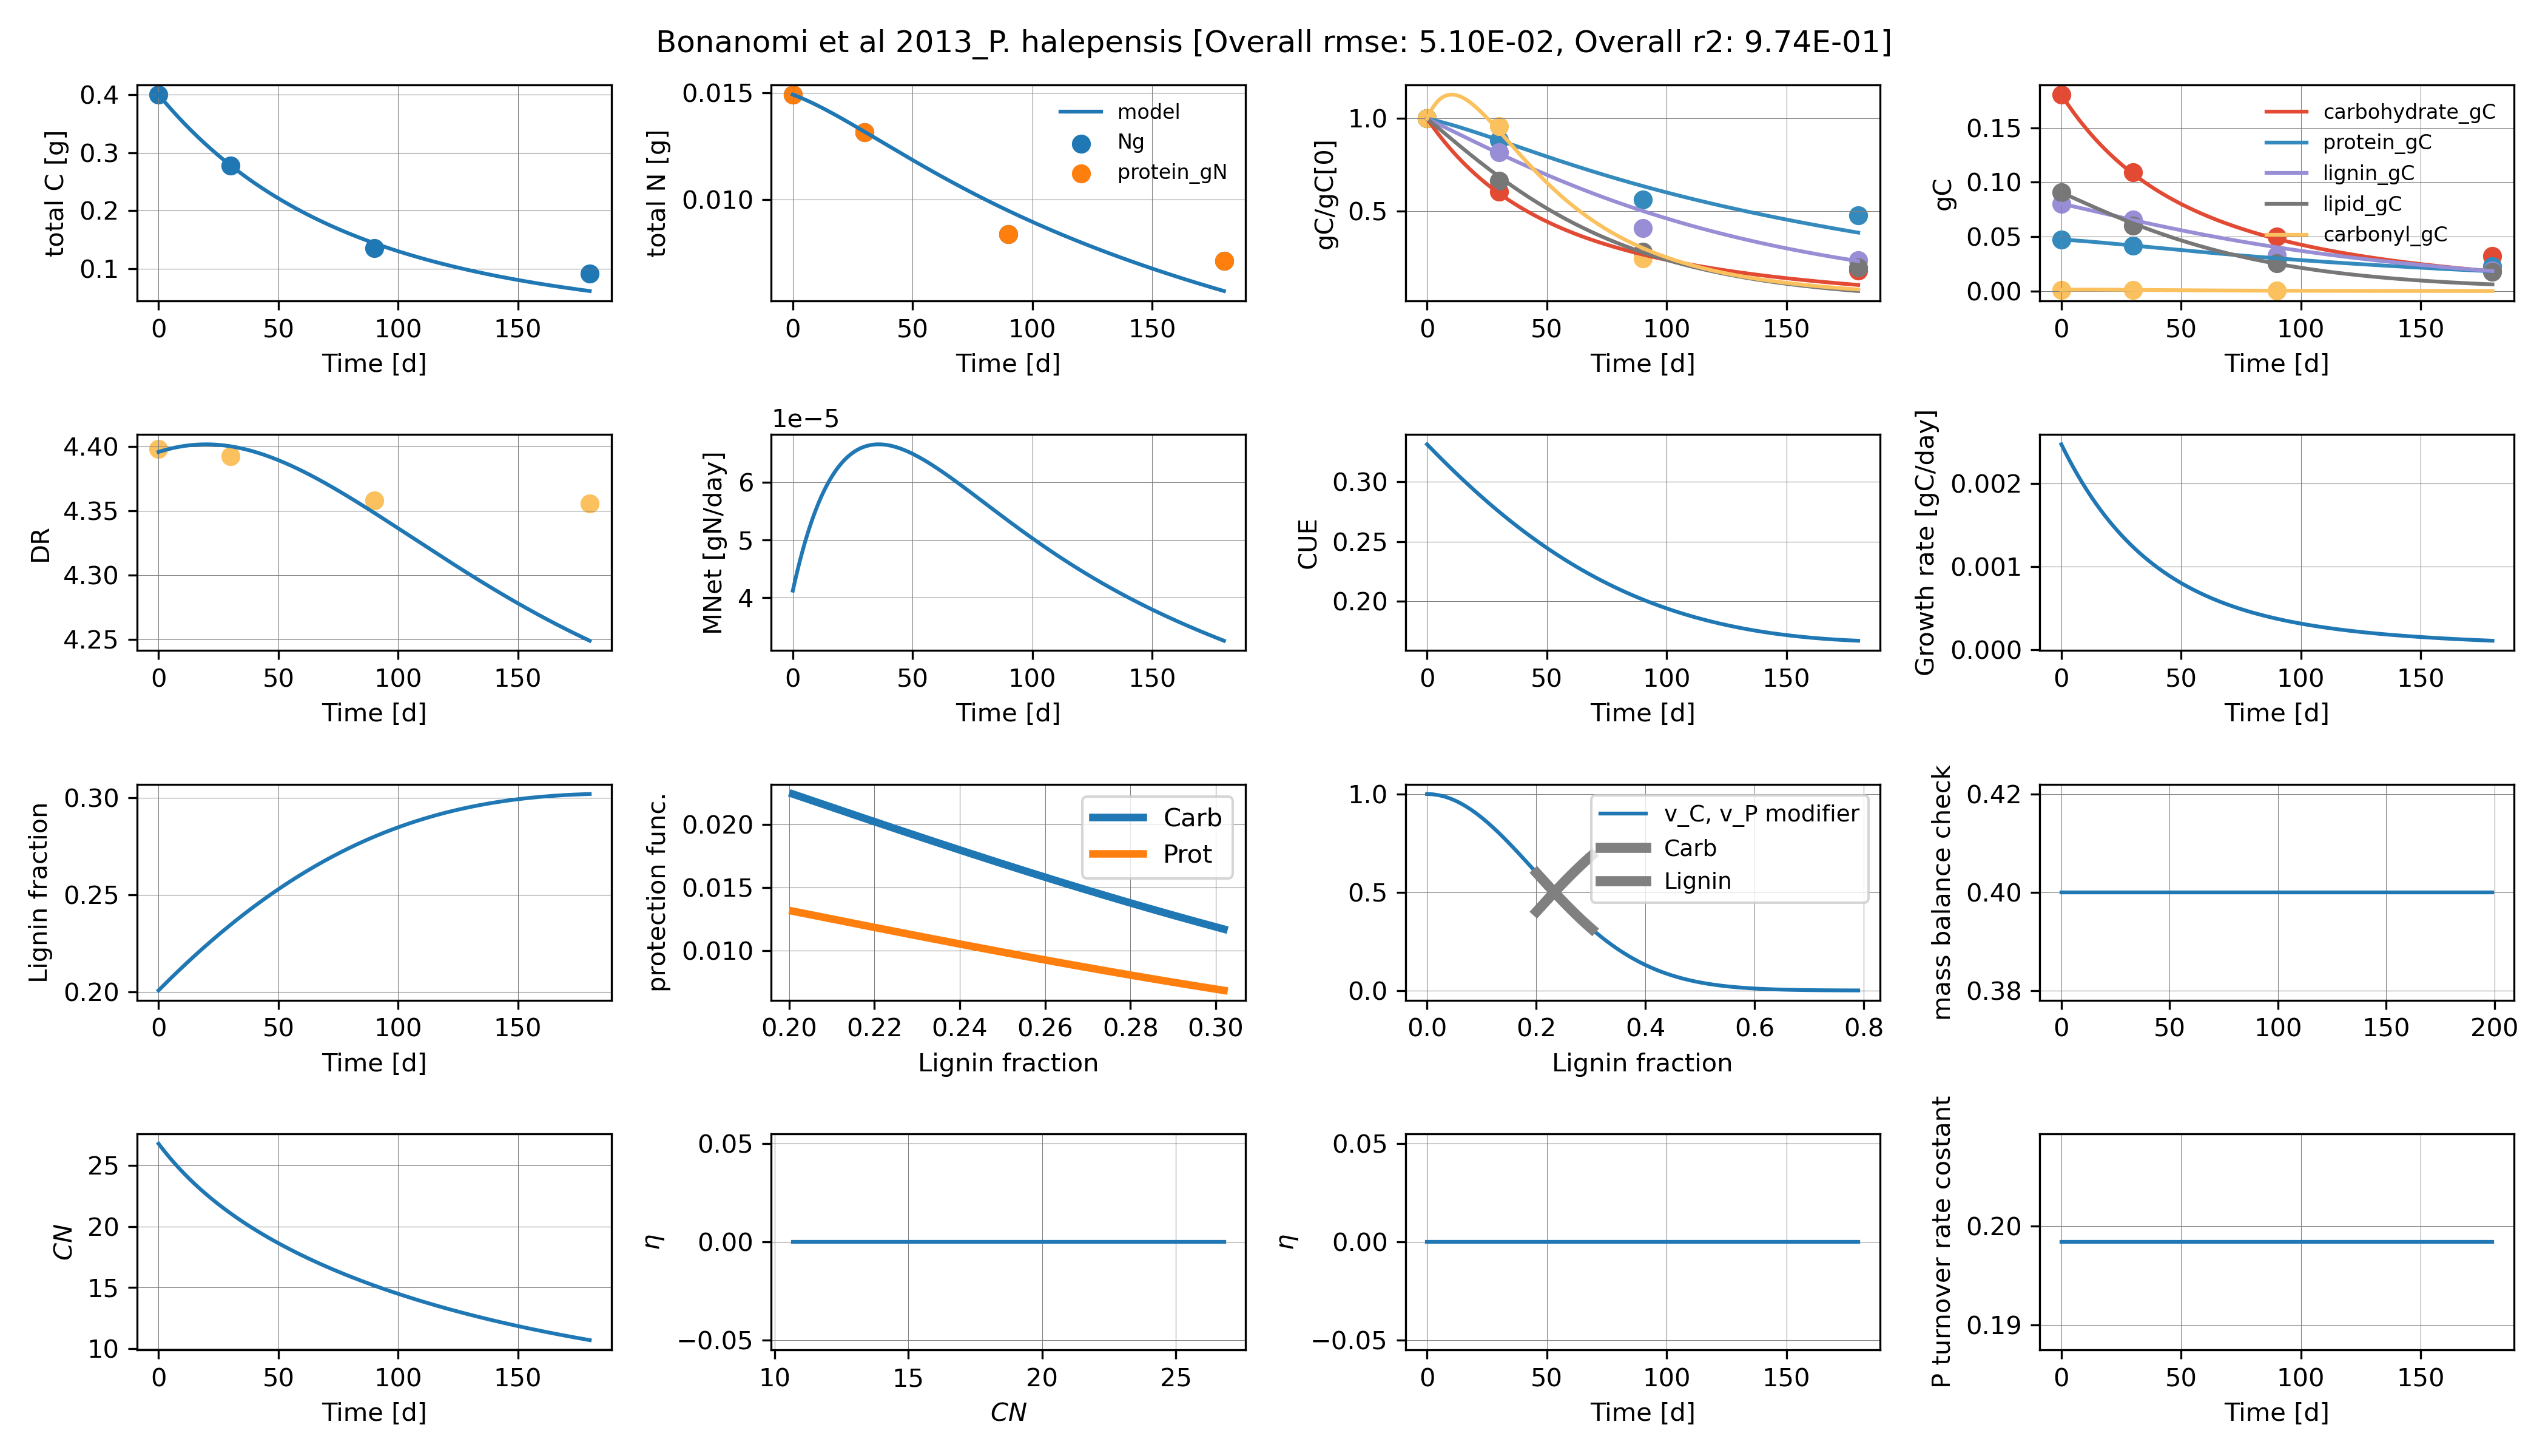 Bonanomi et al 2013_P. halepensis [Overall rmse: 5.10E-02, Overall r2: 9.74E-01]
total C [g]
0.4
0.3
0.2
0.1
0 50 100 150
Time [d]
total N [g]
0.015
0.010
model
Ng
protein_gN
0 50 100 150
Time [d]
gC/gC[0]
1.0
0.5
0 50 100 150
Time [d]
gC
0.15
0.10
0.05
0.00
carbohydrate_gC
protein_gC
lignin_gC
lipid_gC
carbonyl_gC
0 50 100 150
Time [d]
DR
4.40
4.35
4.30
4.25
0 50 100 150
Time [d]
1e−5
MNet [gN/day]
6
5
4
0 50 100 150
Time [d]
CUE
0.30
0.25
0.20
0 50 100 150
Time [d]
Growth rate [gC/day]
0.002
0.001
0.000
0 50 100 150
Time [d]
Lignin fraction
0.30
0.25
0.20
0 50 100 150
Time [d]
protection func.
0.020
0.015
0.010
Carb
Prot
0.20 0.22 0.24 0.26 0.28 0.30
Lignin fraction
1.0
0.5
0.0
v_C, v_P modifier
Carb
Lignin
0.0 0.2 0.4 0.6 0.8
Lignin fraction
mass balance check
0.42
0.40
0.38
0 50 100 150 200
CN
25
20
15
10
0 50 100 150
Time [d]
η
0.05
0.00
−0.05
10 15 20 25
CN
η
0.05
0.00
−0.05
0 50 100 150
Time [d]
P turnover rate costant
0.20
0.19
0 50 100 150
Time [d]